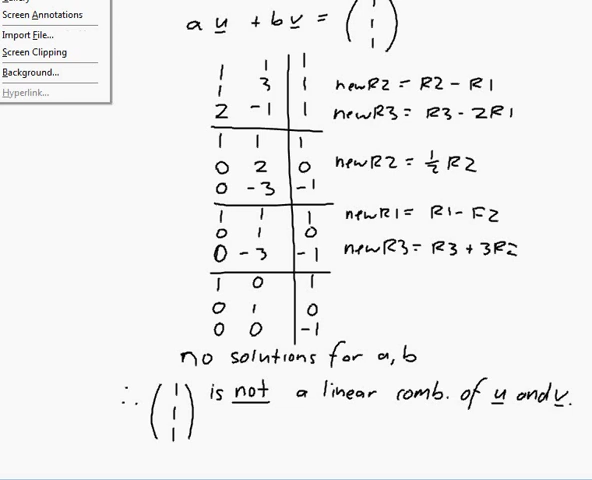 Screen Annotations
Import File...
Screen Clipping
Background...
Hyperlink...
a u + b v = (1 1 1)
1 1 1
1 3 1 newR2 = R2 - R1
2 -1 1 newR3 = R3 - 2R1
1 1 1
0 2 0 newR2 = 1/2 R2
0 -3 -1
1 1 1 newR1 = R1 - F2
0 1 0
0 -3 -1 newR3 = R3 + 3R2
1 0 1
0 1 0
0 0 -1
no solutions for a, b
∴ (1 1 1) is not a linear comb. of u and v.